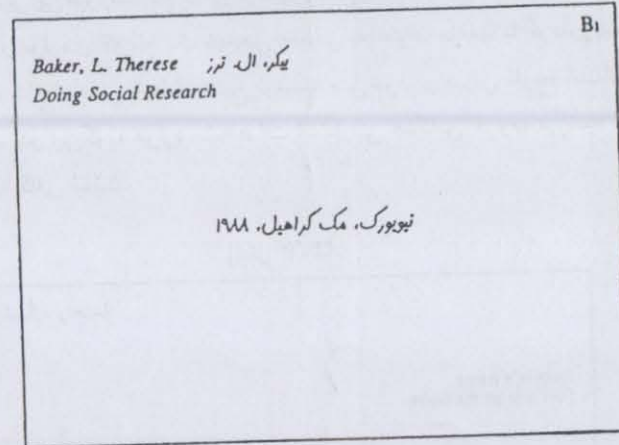 B1
Baker, L. Therese بیکر، ال. ترز
Doing Social Research
نیویورک، مک گراهیل، ۱۹۸۸